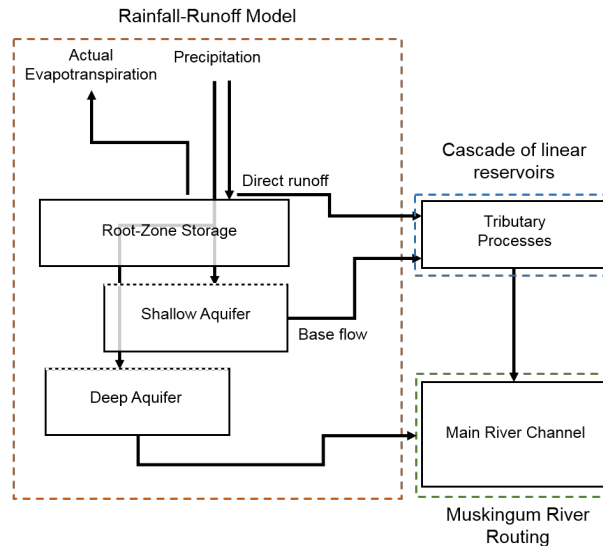 Rainfall-Runoff Model
Actual
Evapotranspiration
Precipitation
Direct runoff
Cascade of linear
reservoirs
Root-Zone Storage
Tributary
Processes
Shallow Aquifer
Base flow
Deep Aquifer
Main River Channel
Muskingum River
Routing